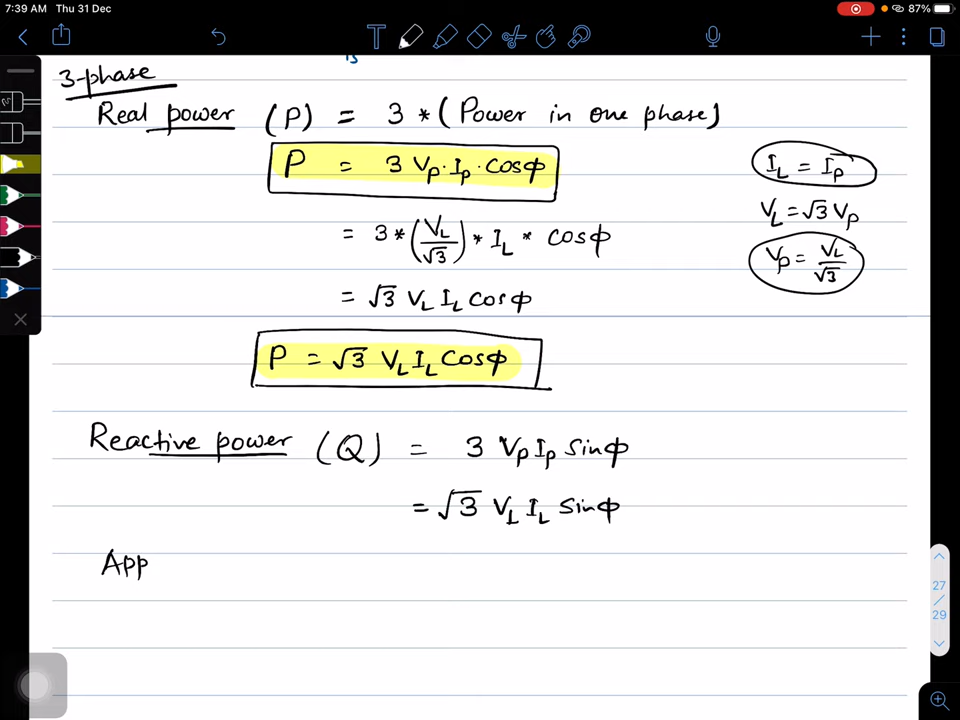 7:39 AM Thu 31 Dec
87%
3-phase
Real power (P) = 3 * (Power in one phase)
P = 3 Vp · Ip · cosφ
IL = Ip
VL = √3 Vp
= 3 * (VL/√3) * IL * cosφ
Vp = VL/√3
= √3 VL IL cosφ
P = √3 VL IL Cosφ
Reactive power (Q) = 3 Vp Ip sinφ
= √3 VL IL sinφ
App
27
/
29